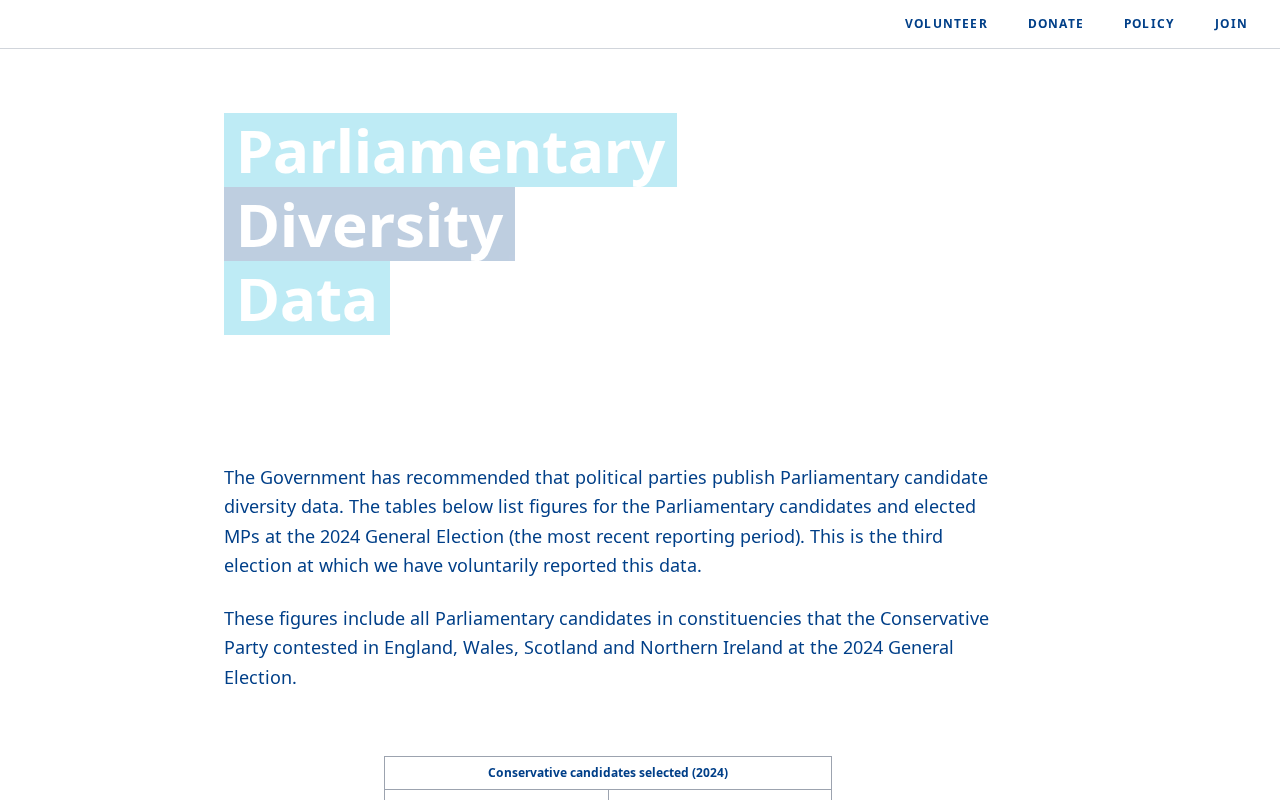 VOLUNTEER DONATE POLICY JOIN
Parliamentary
Diversity
Data
The Government has recommended that political parties publish Parliamentary candidate
diversity data. The tables below list figures for the Parliamentary candidates and elected
MPs at the 2024 General Election (the most recent reporting period). This is the third
election at which we have voluntarily reported this data.
These figures include all Parliamentary candidates in constituencies that the Conservative
Party contested in England, Wales, Scotland and Northern Ireland at the 2024 General
Election.
Conservative candidates selected (2024)